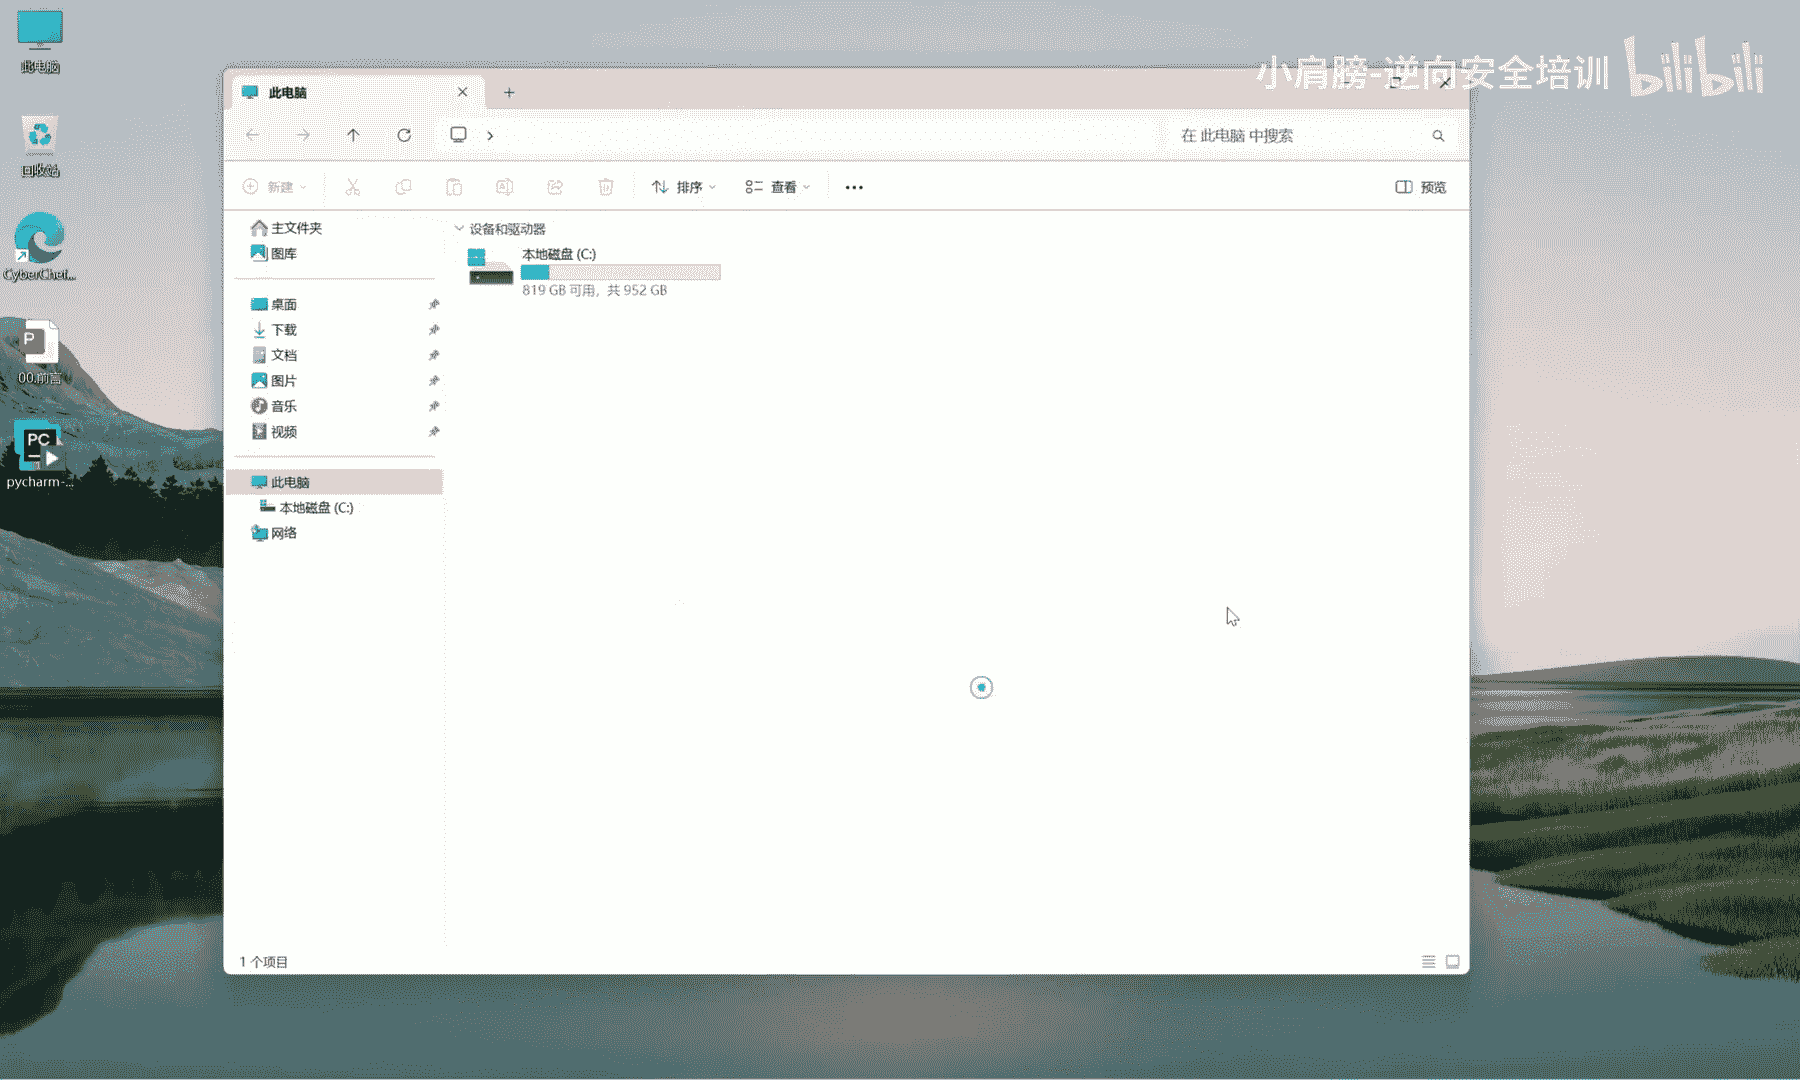 此电脑
回收站
CyberChef...
P
00.前言
PC
pycharm-...
小肩膀-逆向安全培训 bilibili
此电脑
在 此电脑 中搜索
新建
排序
查看
预览
主文件夹
图库
桌面
下载
文档
图片
音乐
视频
此电脑
本地磁盘 (C:)
网络
设备和驱动器
本地磁盘 (C:)
819 GB 可用，共 952 GB
1 个项目